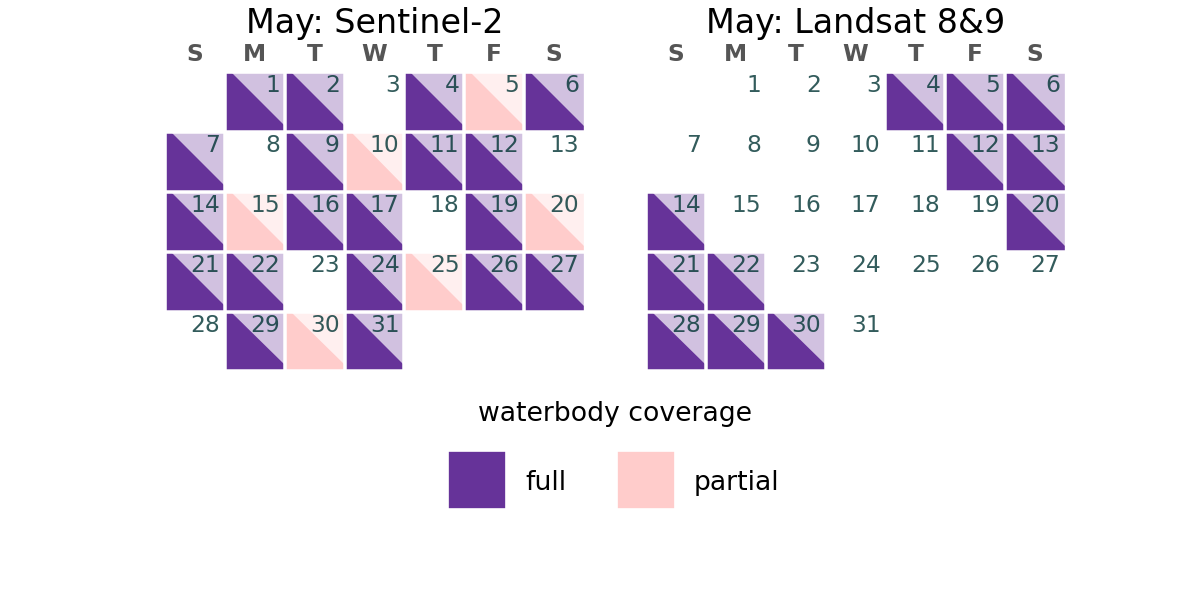 May: Sentinel-2
S M T W T F S
1 2 3 4 5 6
7 8 9 10 11 12 13
14 15 16 17 18 19 20
21 22 23 24 25 26 27
28 29 30 31
May: Landsat 8&9
S M T W T F S
1 2 3 4 5 6
7 8 9 10 11 12 13
14 15 16 17 18 19 20
21 22 23 24 25 26 27
28 29 30 31
waterbody coverage
full partial